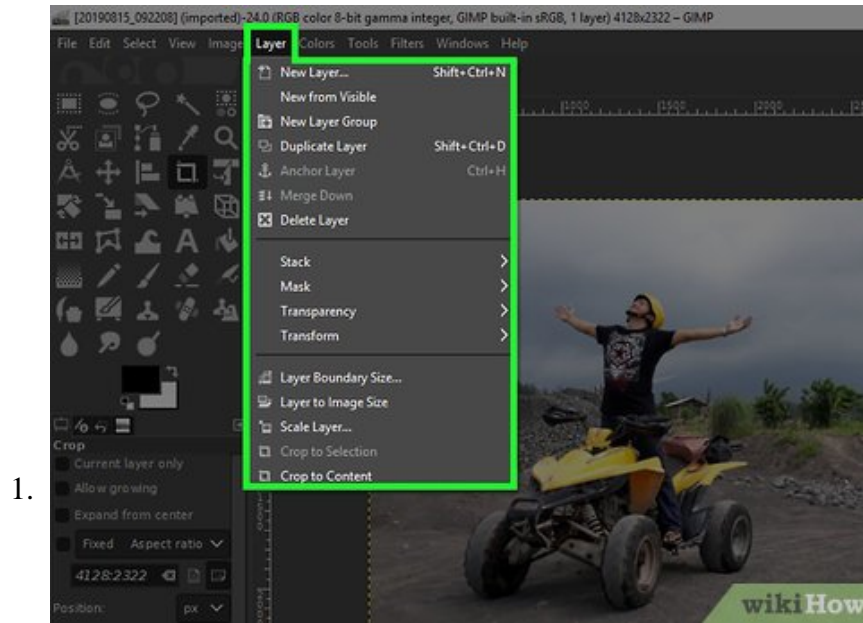 [20190815_092208] (imported)-24.0 (RGB color 8-bit gamma integer, GIMP built-in sRGB, 1 layer) 4128x2322 – GIMP
File Edit Select View Image Layer Colors Tools Filters Windows Help
New Layer... Shift+Ctrl+N
New from Visible
New Layer Group
Duplicate Layer Shift+Ctrl+D
Anchor Layer Ctrl+H
Merge Down
Delete Layer
Stack
Mask
Transparency
Transform
Layer Boundary Size...
Layer to Image Size
Scale Layer...
Crop to Selection
Crop to Content
Crop
Current layer only
Allow growing
Expand from center
Fixed Aspect ratio
4128:2322
Position: px
1.
wikiHow